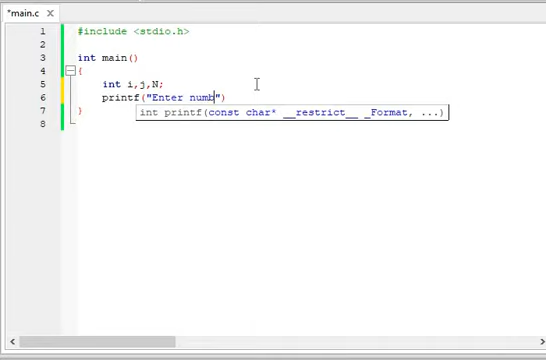 *main.c X
1 #include <stdio.h>
2
3 int main()
4 {
5 int i,j,N;
6 printf("Enter numb")
int printf(const char* __restrict__ _Format, ...)
7 }
8